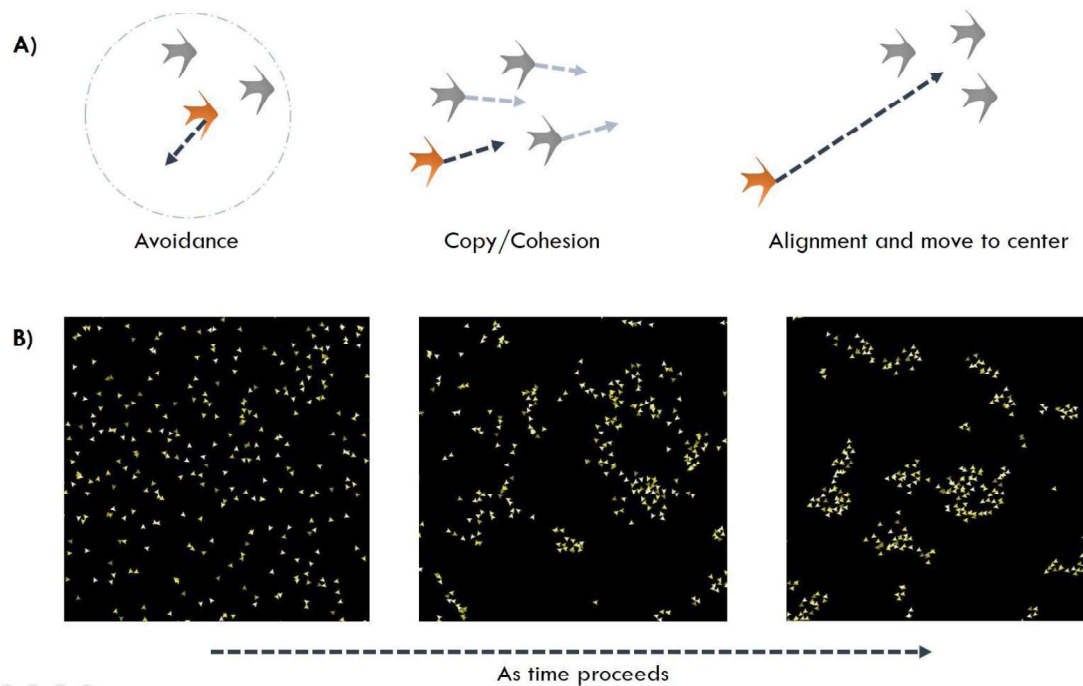 A)
Avoidance
Copy/Cohesion
Alignment and move to center
B)
As time proceeds